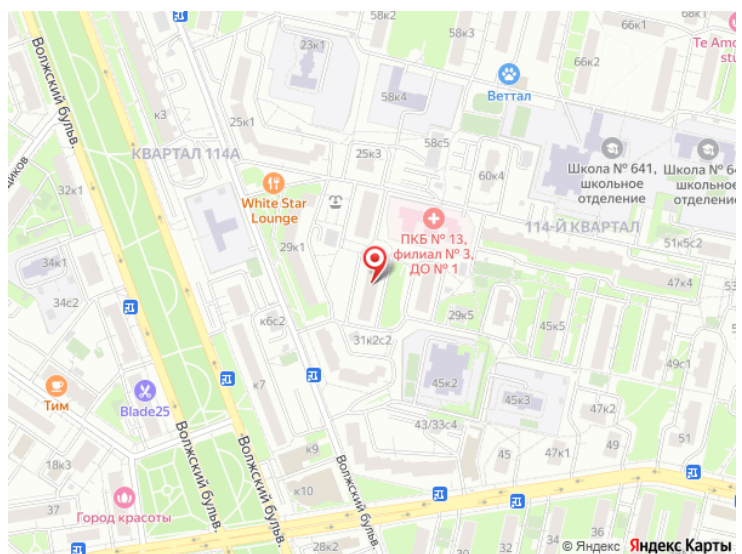 23к1
58к3
58к2
68к1
Te Amo
stu
66к2
Веттал
58к4
Волжский бульв.
к3
25к1
КВАРТАЛ 114А
25к3
58с5
60к4
Школа № 641,
школьное
отделение
Школа № 64
школьное
отделение
32к1
White Star
Lounge
ПКБ № 13,
филиал № 3,
ДО № 1
114-Й КВАРТАЛ
51к5с2
29к1
34к1
34с2
47к4
к6с2
29к5
45к5
31к2с2
49с1
Тим
Blade25
к7
45к2
45к3
47к2
43/33с4
49
51
Волжский бульв.
Волжский бульв.
к9
Волжский бульв.
45
47к1
18к3
к10
37
Город красоты
28к2
32
34
36
30
© Яндекс Яндекс Карты